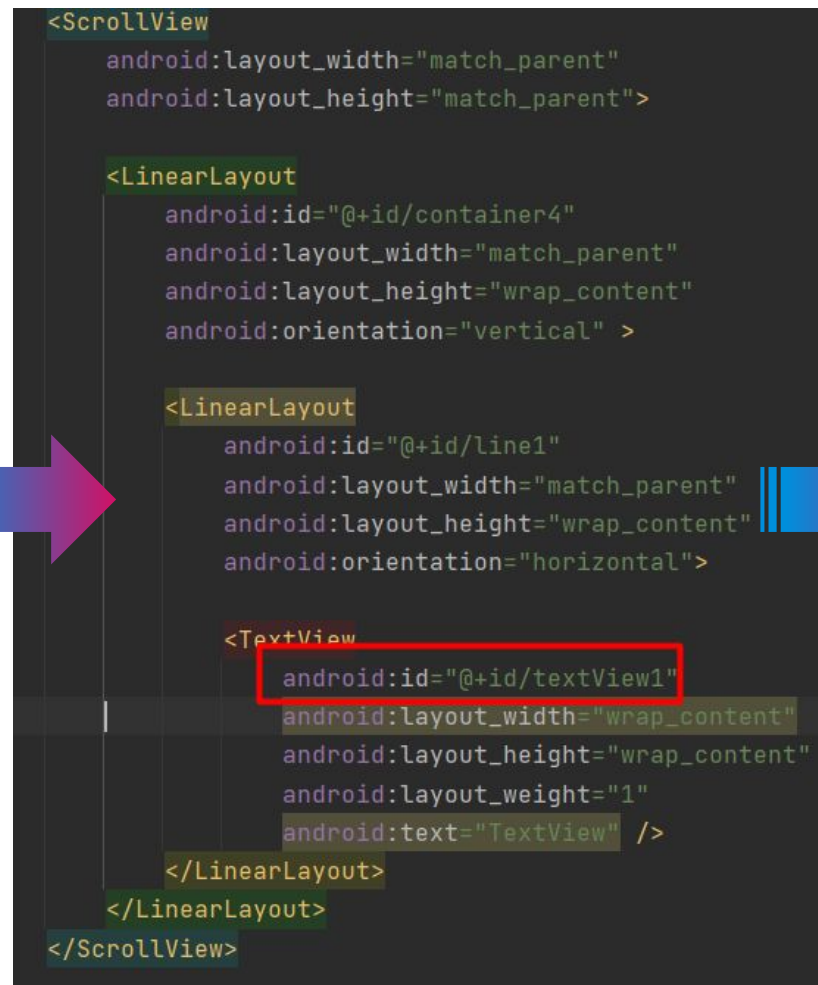 <ScrollView
android:layout_width="match_parent"
android:layout_height="match_parent">
<LinearLayout
android:id="@+id/container4"
android:layout_width="match_parent"
android:layout_height="wrap_content"
android:orientation="vertical" >
<LinearLayout
android:id="@+id/line1"
android:layout_width="match_parent"
android:layout_height="wrap_content"
android:orientation="horizontal">
<TextView
android:id="@+id/textView1"
android:layout_width="wrap_content"
android:layout_height="wrap_content"
android:layout_weight="1"
android:text="TextView" />
</LinearLayout>
</LinearLayout>
</ScrollView>